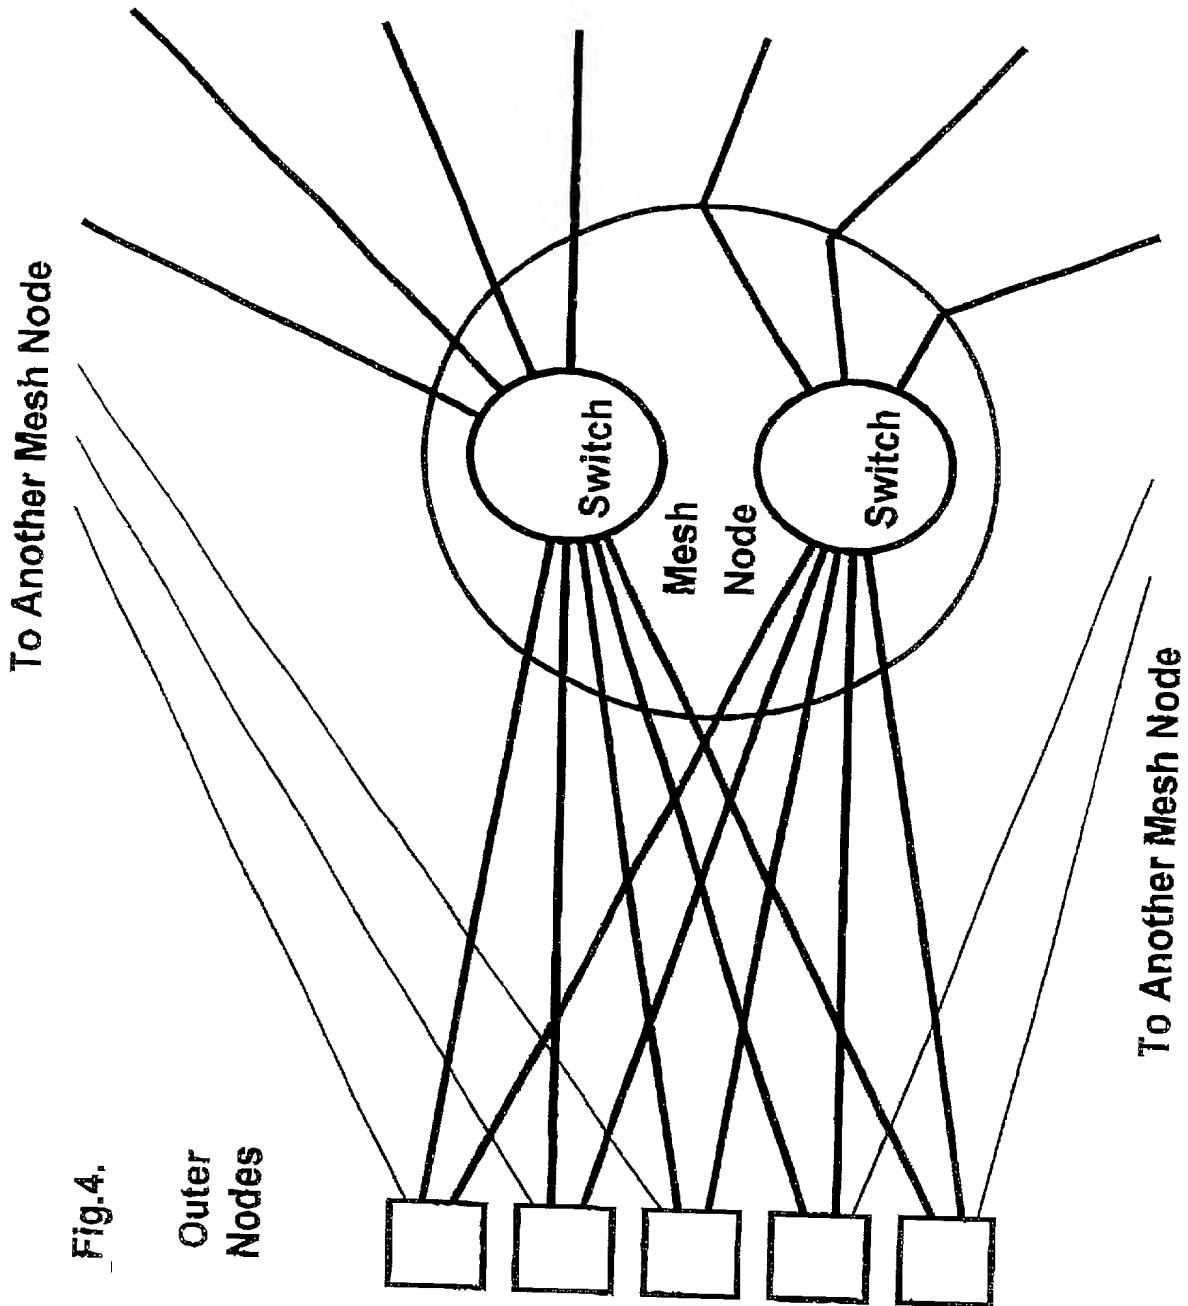 Fig.4.
Outer
Nodes
To Another Mesh Node
Switch
Mesh
Node
Switch
To Another Mesh Node